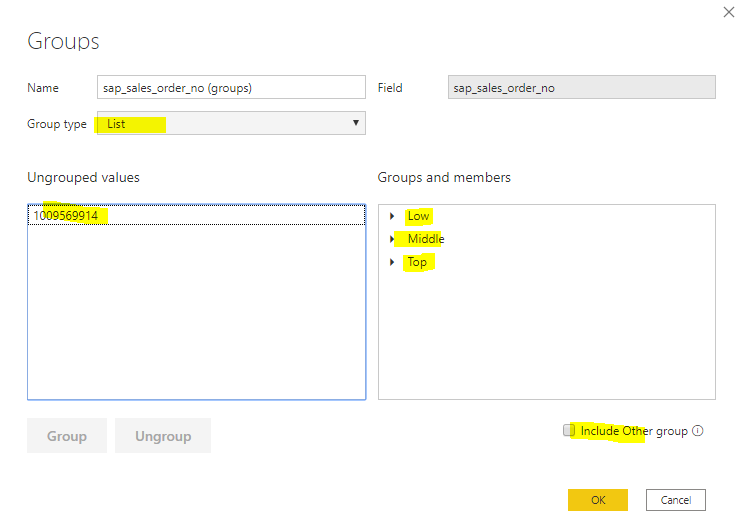 Groups
Name
sap_sales_order_no (groups)
Field
sap_sales_order_no
Group type
List
Ungrouped values
Groups and members
1009569914
Low
Middle
Top
Group
Ungroup
Include Other group
OK
Cancel